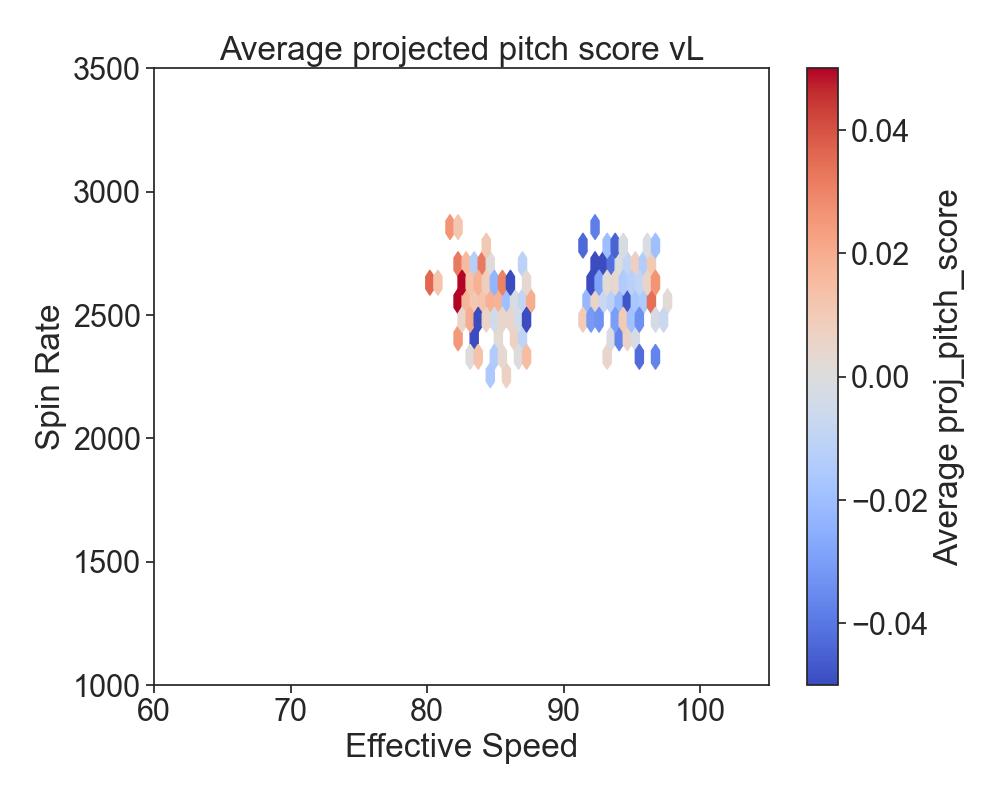 Average projected pitch score vL
3500
3000
2500
2000
1500
1000
Spin Rate
60 70 80 90 100
Effective Speed
0.04
0.02
0.00
−0.02
−0.04
Average proj_pitch_score